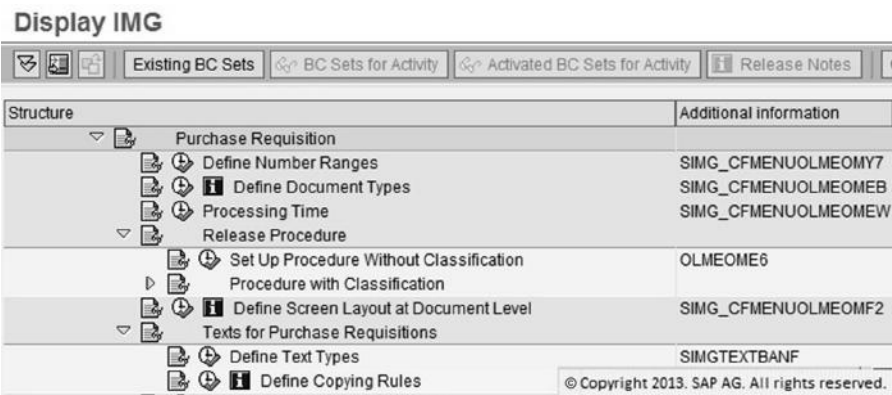 Display IMG
Existing BC Sets BC Sets for Activity Activated BC Sets for Activity Release Notes
Structure Additional information
Purchase Requisition
Define Number Ranges SIMG_CFMENUOLMEOMY7
Define Document Types SIMG_CFMENUOLMEOMEB
Processing Time SIMG_CFMENUOLMEOMEW
Release Procedure
Set Up Procedure Without Classification OLMEOME6
Procedure with Classification
Define Screen Layout at Document Level SIMG_CFMENUOLMEOMF2
Texts for Purchase Requisitions
Define Text Types SIMGTEXTBANF
Define Copying Rules © Copyright 2013. SAP AG. All rights reserved.